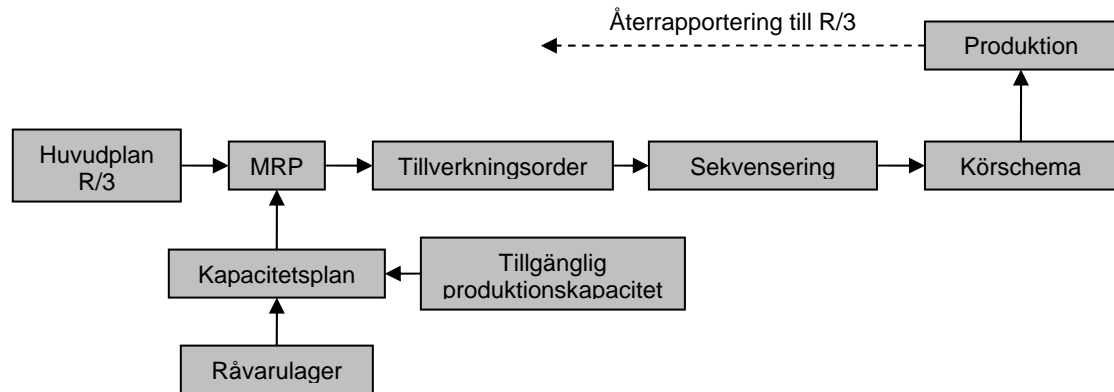 Återrapportering till R/3
Produktion
Huvudplan
R/3
MRP
Tillverkningsorder
Sekvensering
Körschema
Kapacitetsplan
Tillgänglig
produktionskapacitet
Råvarulager